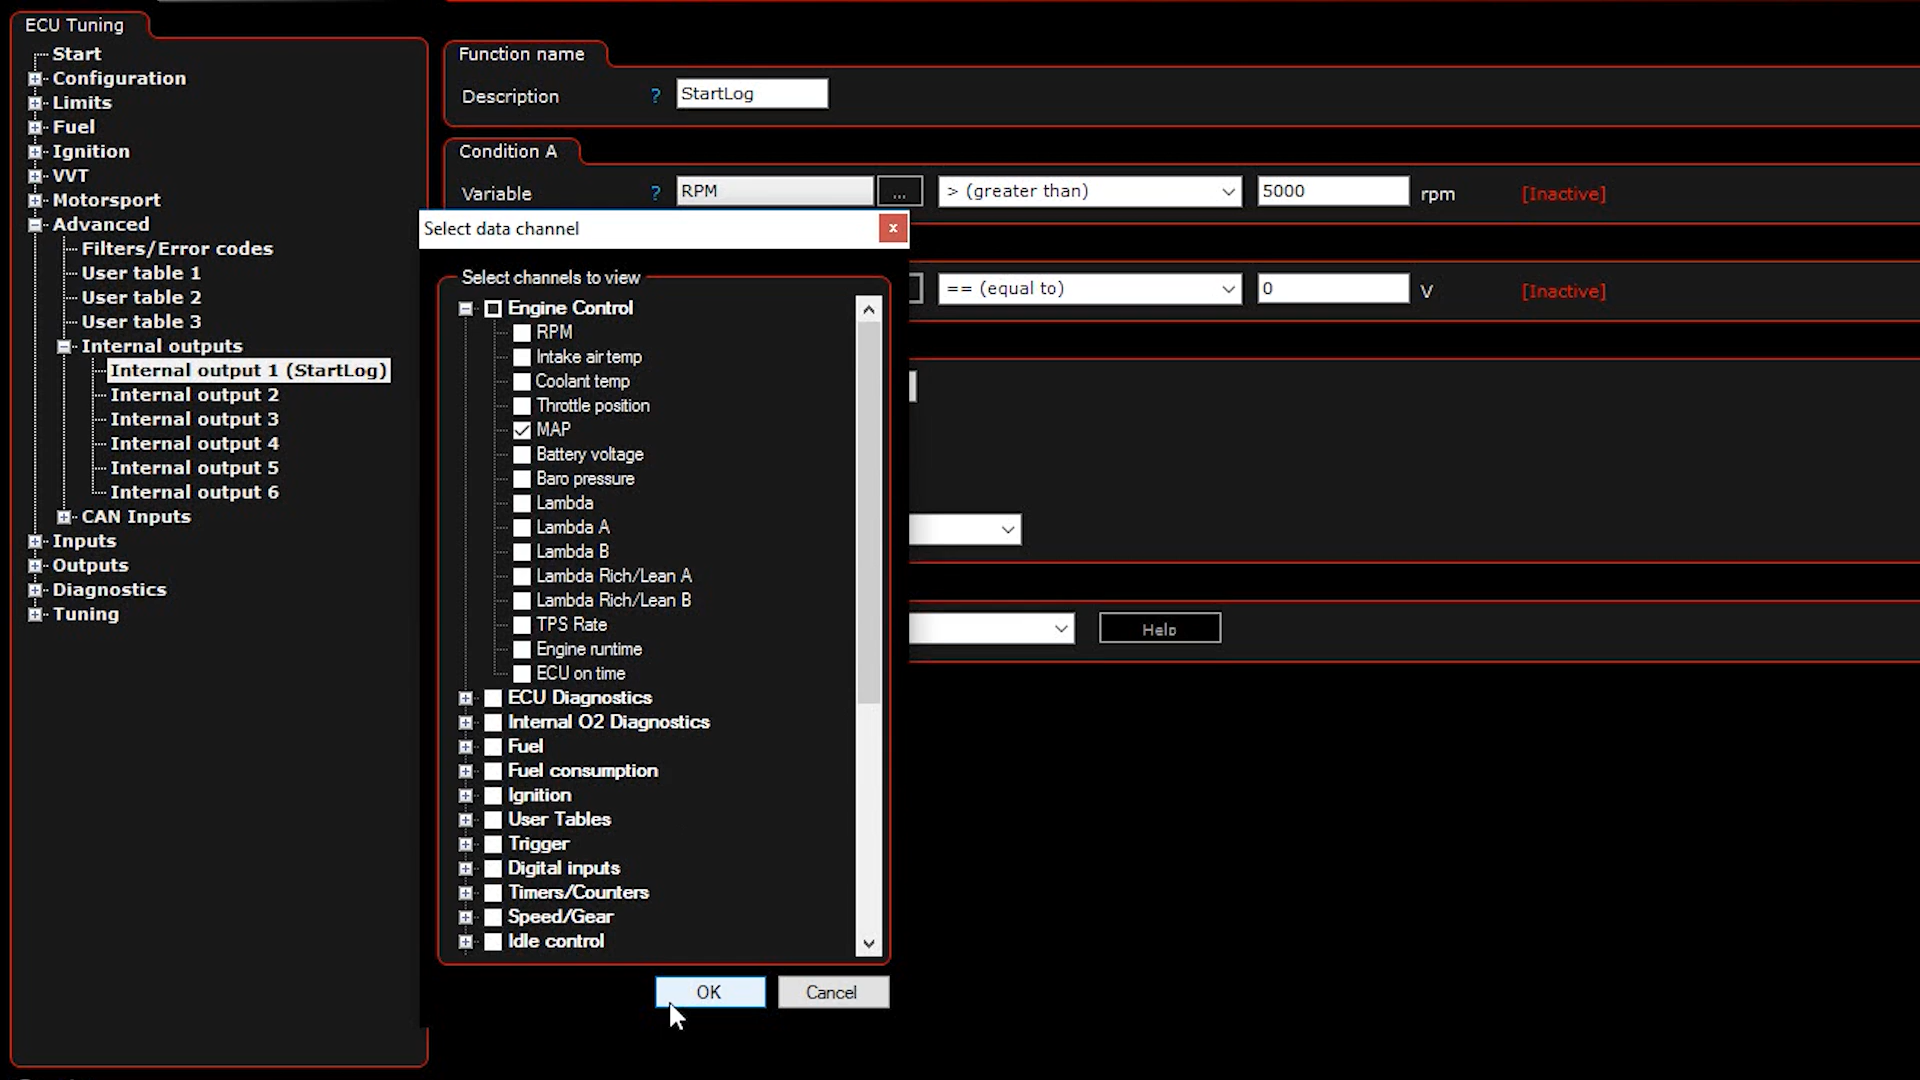 ECU Tuning
Start
Configuration
Limits
Fuel
Ignition
VVT
Motorsport
Advanced
Filters/Error codes
User table 1
User table 2
User table 3
Internal outputs
Internal output 1 (StartLog)
Internal output 2
Internal output 3
Internal output 4
Internal output 5
Internal output 6
CAN Inputs
Inputs
Outputs
Diagnostics
Tuning
Function name
Description ? StartLog
Condition A
Variable ? RPM ... > (greater than) 5000 rpm [Inactive]
== (equal to) 0 V [Inactive]
Help
Select data channel
Select channels to view
Engine Control
RPM
Intake air temp
Coolant temp
Throttle position
MAP
Battery voltage
Baro pressure
Lambda
Lambda A
Lambda B
Lambda Rich/Lean A
Lambda Rich/Lean B
TPS Rate
Engine runtime
ECU on time
ECU Diagnostics
Internal O2 Diagnostics
Fuel
Fuel consumption
Ignition
User Tables
Trigger
Digital inputs
Timers/Counters
Speed/Gear
Idle control
OK Cancel